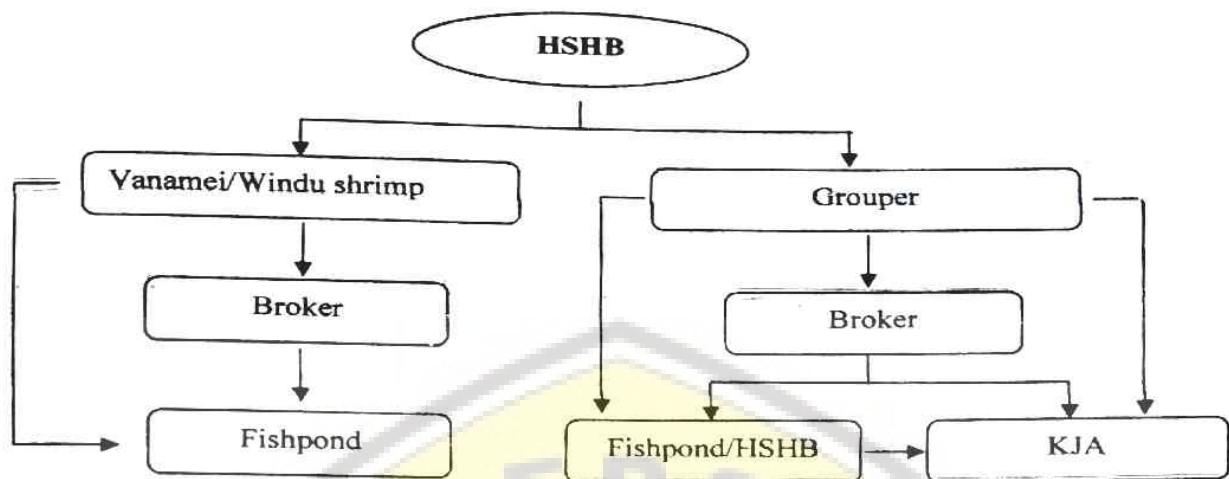 HSHB
Vanamei/Windu shrimp
Grouper
Broker
Broker
Fishpond
Fishpond/HSHB
KJA